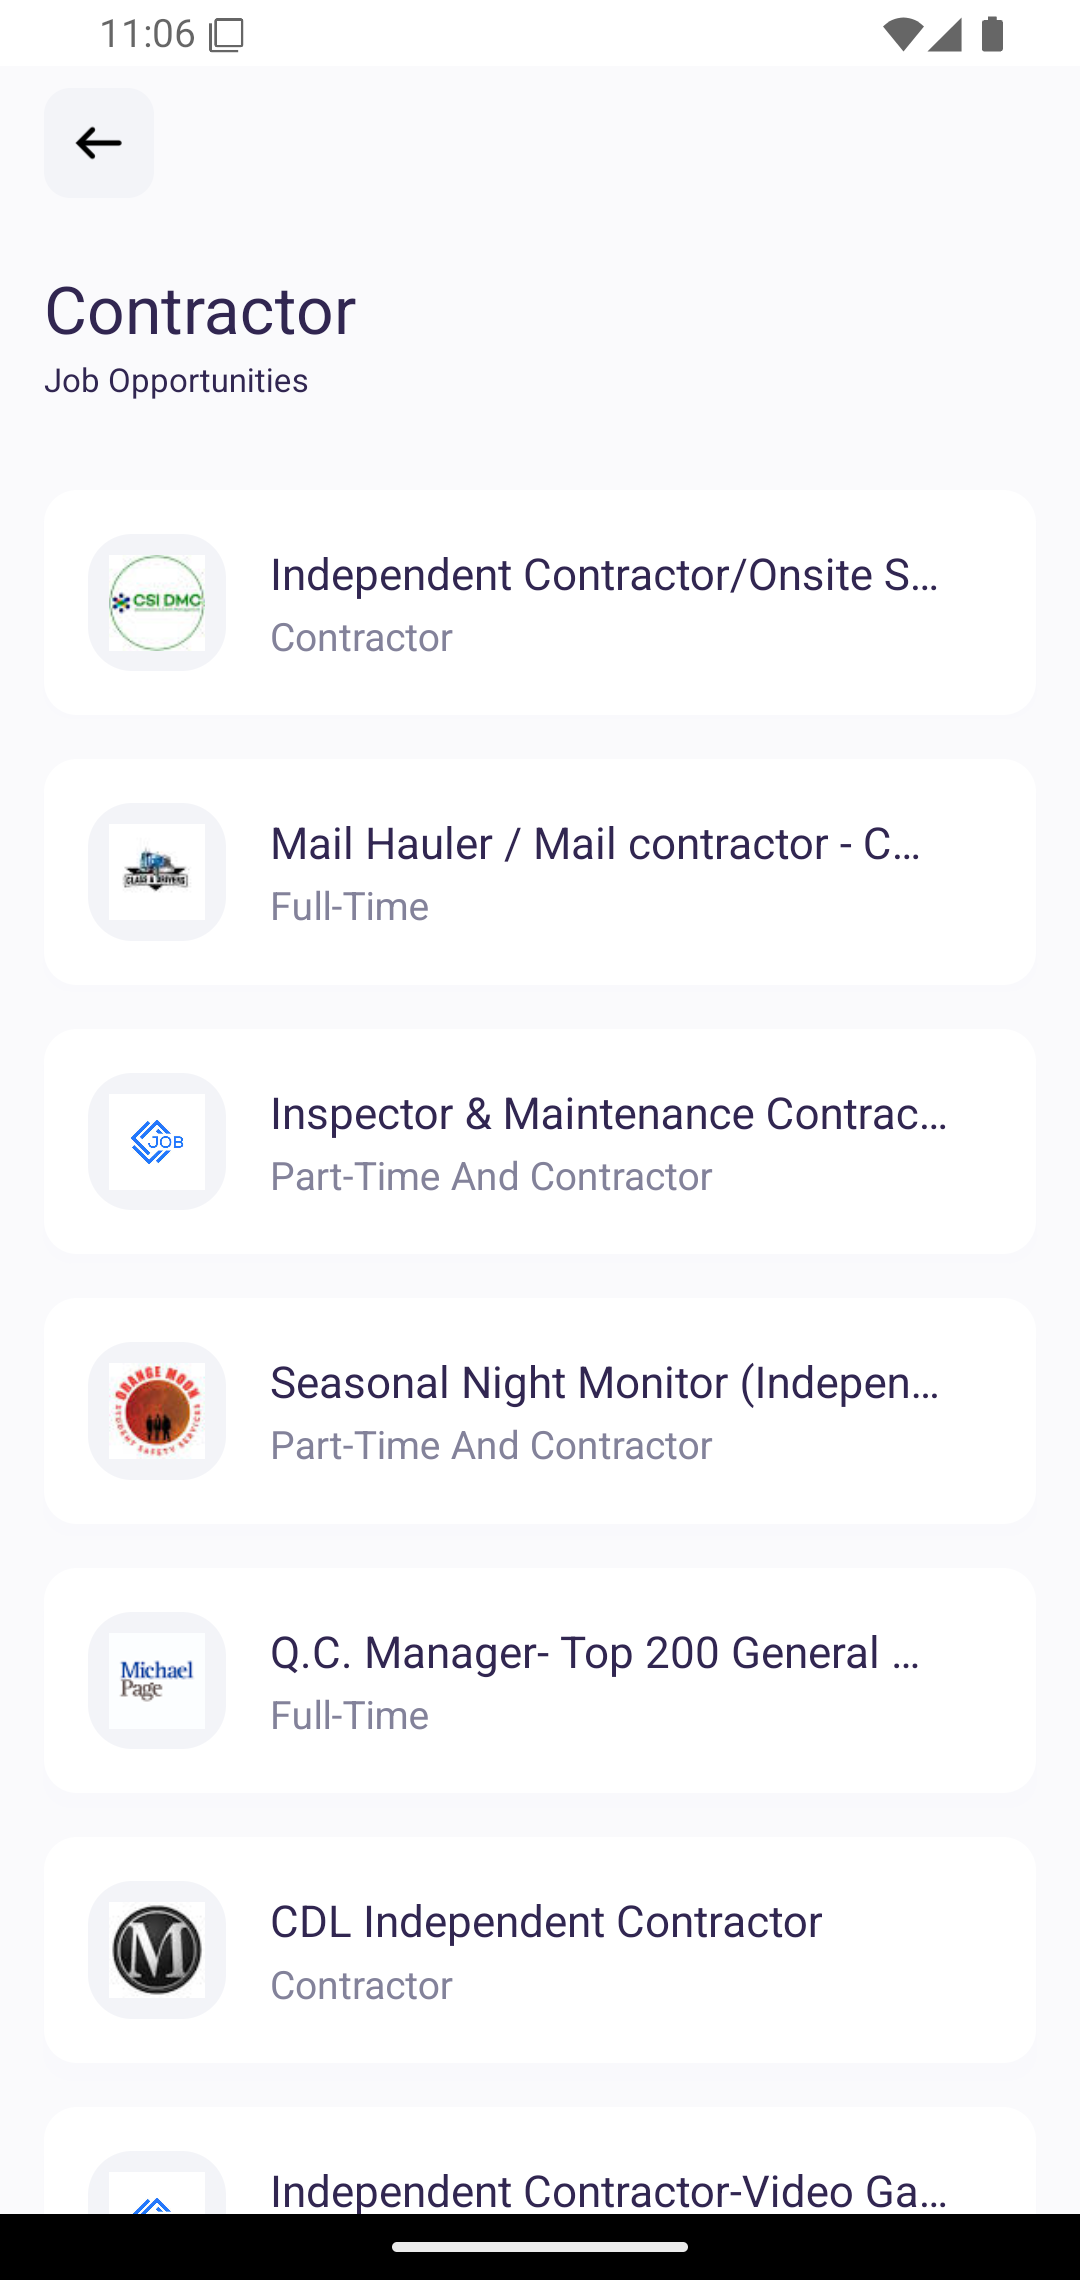 11:06
Contractor
Job Opportunities
CSI DMC
Independent Contractor/Onsite S...
Contractor
CLASS A DRIVERS
Mail Hauler / Mail contractor - C...
Full-Time
JOB
Inspector & Maintenance Contrac...
Part-Time And Contractor
ORANGE MOON
STUDENT SAFETY SERVICES
Seasonal Night Monitor (Indepen...
Part-Time And Contractor
Michael
Page
Q.C. Manager- Top 200 General ...
Full-Time
M
CDL Independent Contractor
Contractor
Independent Contractor-Video Ga...